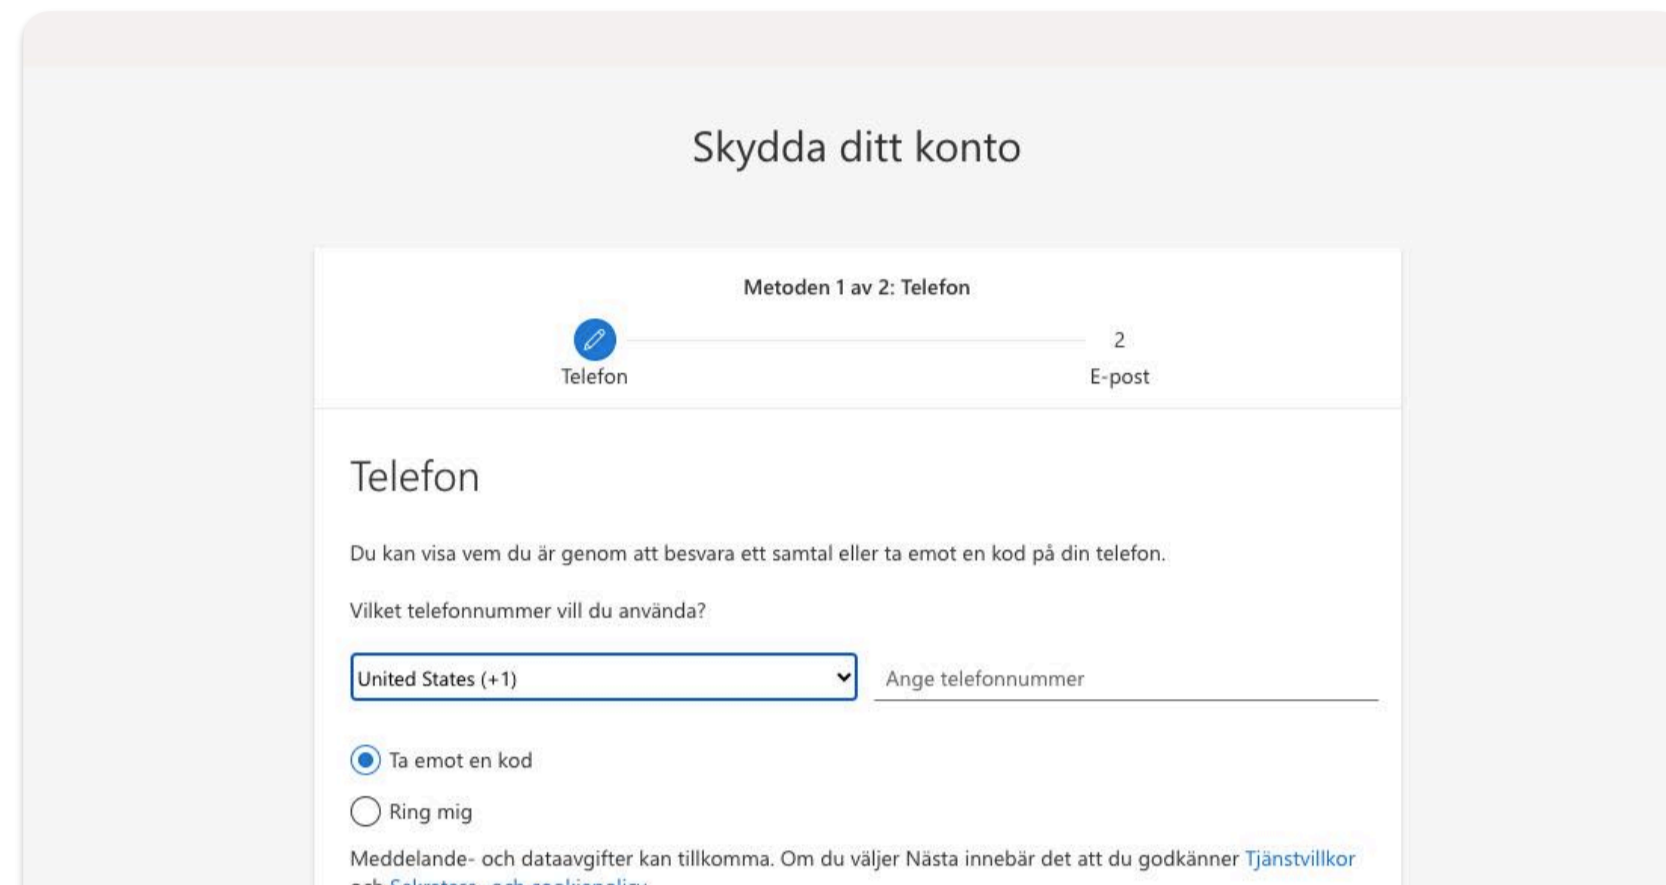 Skydda ditt konto
Metoden 1 av 2: Telefon
2
Telefon
E-post
Telefon
Du kan visa vem du är genom att besvara ett samtal eller ta emot en kod på din telefon.
Vilket telefonnummer vill du använda?
United States (+1)
Ange telefonnummer
Ta emot en kod
Ring mig
Meddelande- och dataavgifter kan tillkomma. Om du väljer Nästa innebär det att du godkänner Tjänstvillkor